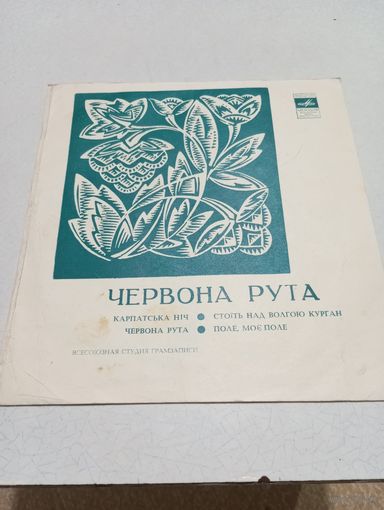 ЧЕРВОНА РУТА
КАРПАТСЬКА НІЧ ● СТОЇТЬ НАД ВОЛГОЮ КУРГАН
ЧЕРВОНА РУТА ● ПОЛЕ, МОЄ ПОЛЕ
ВСЕСОЮЗНАЯ СТУДИЯ ГРАМЗАПИСИ